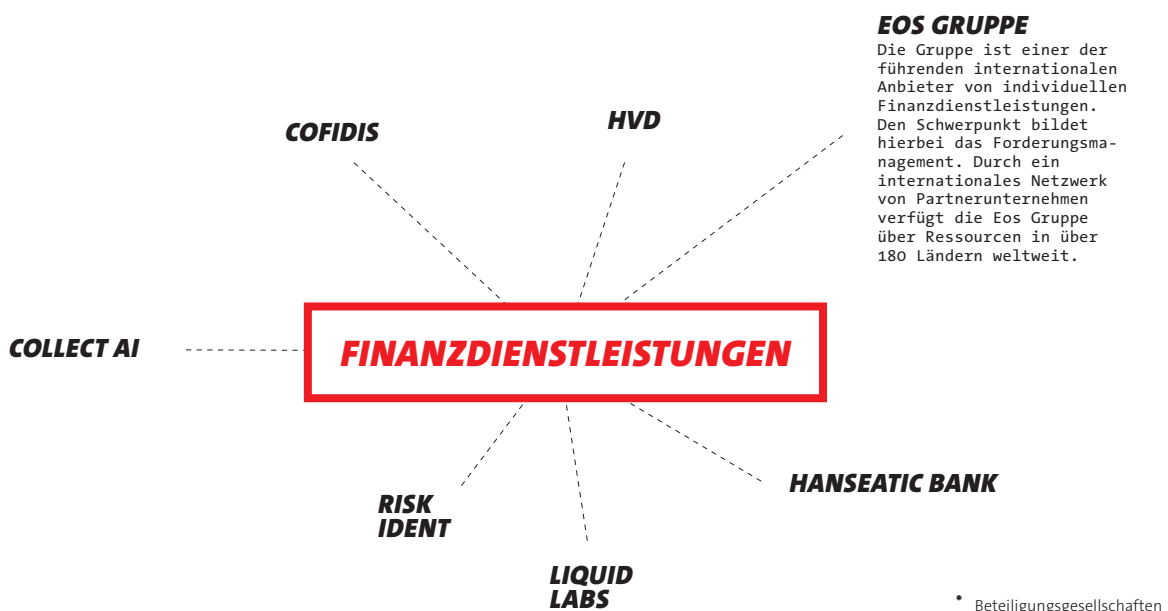 EOS GRUPPE
Die Gruppe ist einer der
führenden internationalen
Anbieter von individuellen
Finanzdienstleistungen.
Den Schwerpunkt bildet
hierbei das Forderungsma-
nagement. Durch ein
internationales Netzwerk
von Partnerunternehmen
verfügt die Eos Gruppe
über Ressourcen in über
180 Ländern weltweit.
COFIDIS
HVD
COLLECT AI
FINANZDIENSTLEISTUNGEN
HANSEATIC BANK
RISK
IDENT
LIQUID
LABS
* Beteiligungsgesellschaften